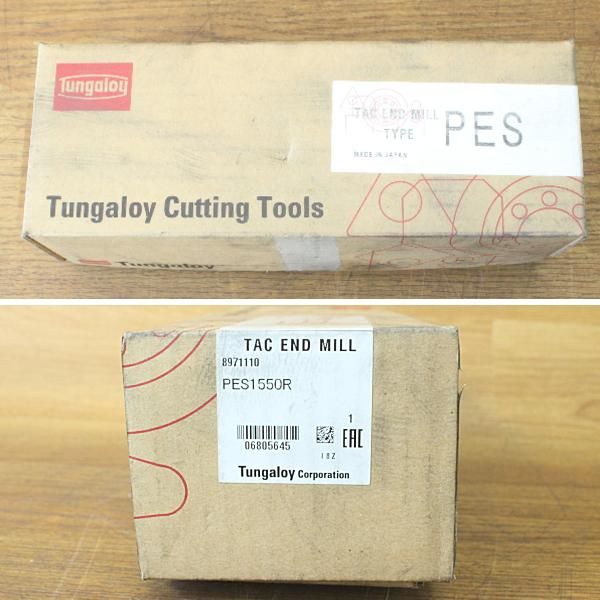 Tungaloy
TAC END MILL
TYPE PES
MADE IN JAPAN
Tungaloy Cutting Tools
Tungaloy
TAC END MILL
8971110
PES1550R
1
06805645
18Z
EAC
Tungaloy Corporation